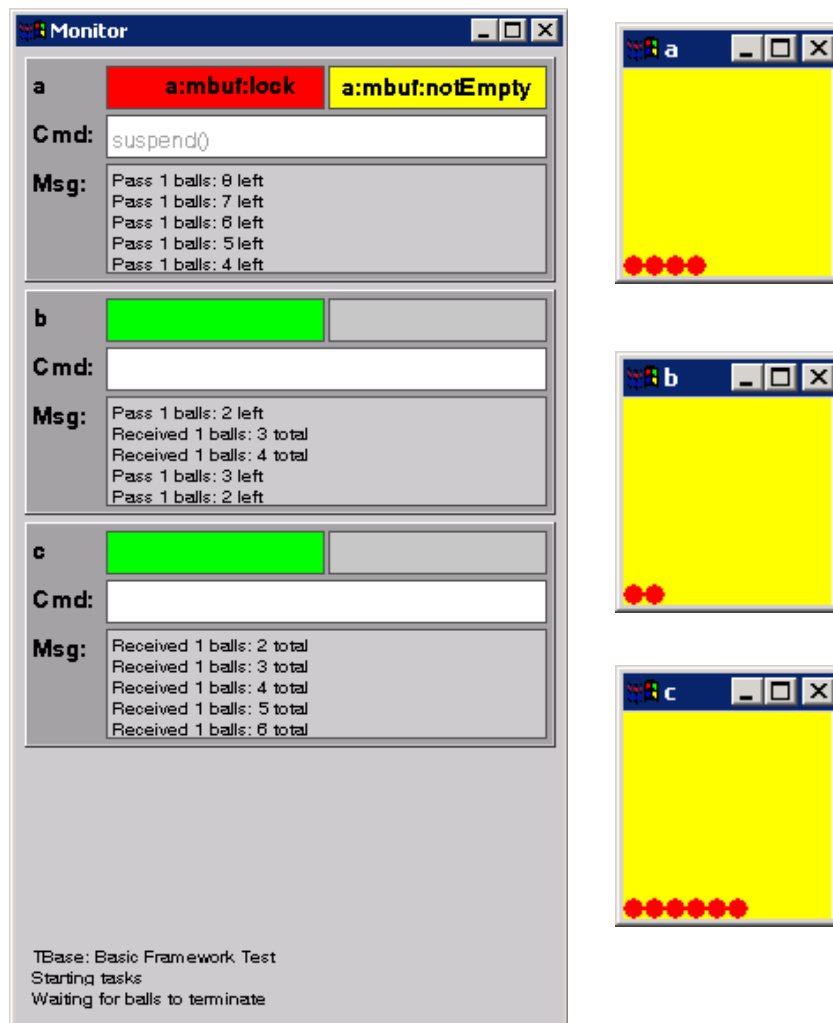 Monitor
a a:mbuf:lock a:mbuf:notEmpty
Cmd: suspend()
Msg: Pass 1 balls: 8 left
Pass 1 balls: 7 left
Pass 1 balls: 6 left
Pass 1 balls: 5 left
Pass 1 balls: 4 left
b
Cmd:
Msg: Pass 1 balls: 2 left
Received 1 balls: 3 total
Received 1 balls: 4 total
Pass 1 balls: 3 left
Pass 1 balls: 2 left
c
Cmd:
Msg: Received 1 balls: 2 total
Received 1 balls: 3 total
Received 1 balls: 4 total
Received 1 balls: 5 total
Received 1 balls: 6 total
TBase: Basic Framework Test
Starting tasks
Waiting for balls to terminate
a
b
c